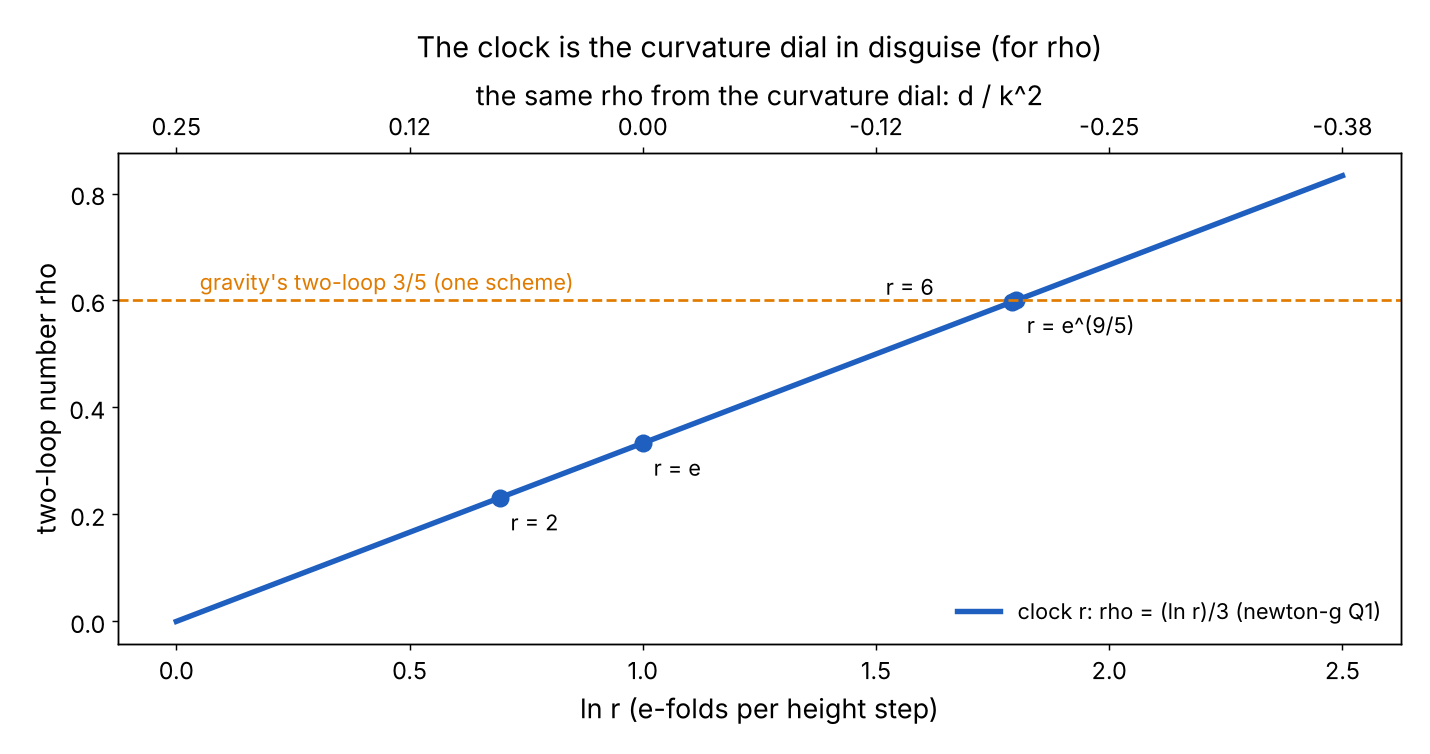 The clock is the curvature dial in disguise (for rho)
the same rho from the curvature dial: d / k^2
0.25 0.12 0.00 -0.12 -0.25 -0.38
two-loop number rho
0.8
0.6
0.4
0.2
0.0
gravity's two-loop 3/5 (one scheme)
r = 6
r = e^(9/5)
r = e
r = 2
clock r: rho = (ln r)/3 (newton-g Q1)
0.0 0.5 1.0 1.5 2.0 2.5
ln r (e-folds per height step)